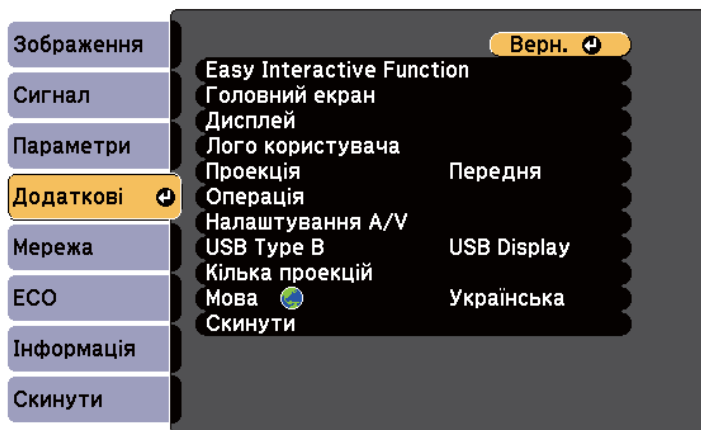 Зображення
Сигнал
Параметри
Додаткові
Мережа
ECO
Інформація
Скинути
Верн.
Easy Interactive Function
Головний екран
Дисплей
Лого користувача
Проекція Передня
Операція
Налаштування A/V
USB Type B USB Display
Кілька проекцій
Мова Українська
Скинути